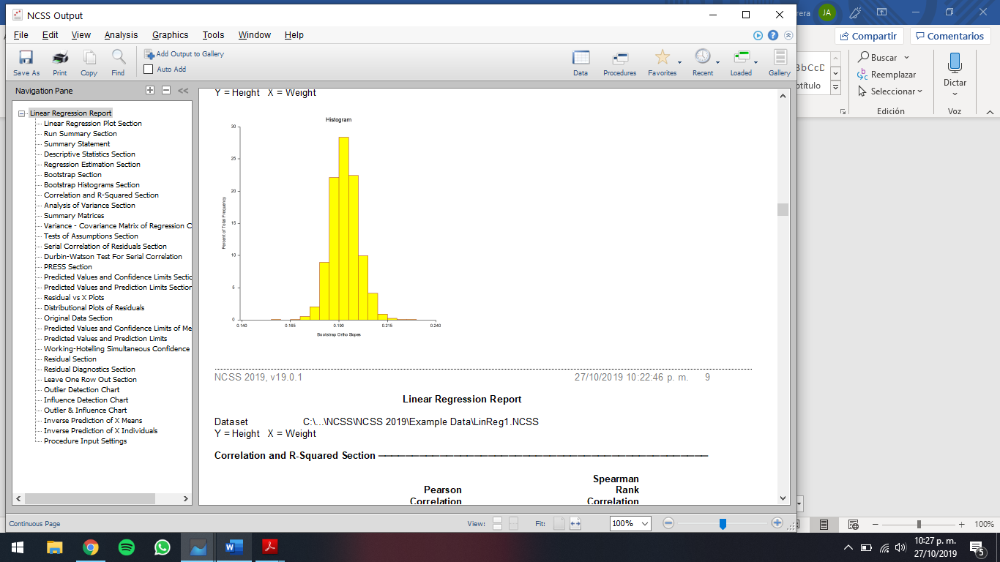 NCSS Output
File Edit View Analysis Graphics Tools Window Help
Save As Print Copy Find
Add Output to Gallery
Auto Add
Data Procedures Favorites Recent Loaded Gallery
Navigation Pane
<<
Linear Regression Report
Linear Regression Plot Section
Run Summary Section
Summary Statement
Descriptive Statistics Section
Regression Estimation Section
Bootstrap Section
Bootstrap Histograms Section
Correlation and R-Squared Section
Analysis of Variance Section
Summary Matrices
Variance - Covariance Matrix of Regression C
Tests of Assumptions Section
Serial Correlation of Residuals Section
Durbin-Watson Test For Serial Correlation
PRESS Section
Predicted Values and Confidence Limits Sectio
Predicted Values and Prediction Limits Section
Residual vs X Plots
Distributional Plots of Residuals
Original Data Section
Predicted Values and Confidence Limits of Me
Predicted Values and Prediction Limits
Working-Hotelling Simultaneous Confidence
Residual Section
Residual Diagnostics Section
Leave One Row Out Section
Outlier Detection Chart
Influence Detection Chart
Outlier & Influence Chart
Inverse Prediction of X Means
Inverse Prediction of X Individuals
Procedure Input Settings
Y = Height X = Weight
Histogram
30
25
20
15
10
5
0
Percent of Total Frequency
0.140 0.165 0.190 0.215 0.240
Bootstrap Ortho Slopes
NCSS 2019, v19.0.1 27/10/2019 10:22:46 p. m. 9
Linear Regression Report
Dataset C:\...\NCSS\NCSS 2019\Example Data\LinReg1.NCSS
Y = Height X = Weight
Correlation and R-Squared Section
Spearman
Pearson Rank
Correlation Correlation
Continuous Page
View: Fit: 100%
rera JA
Compartir Comentarios
BbCcD
btítulo
Buscar
Reemplazar
Seleccionar
Edición
Dictar
Voz
100%
10:27 p. m.
27/10/2019
5